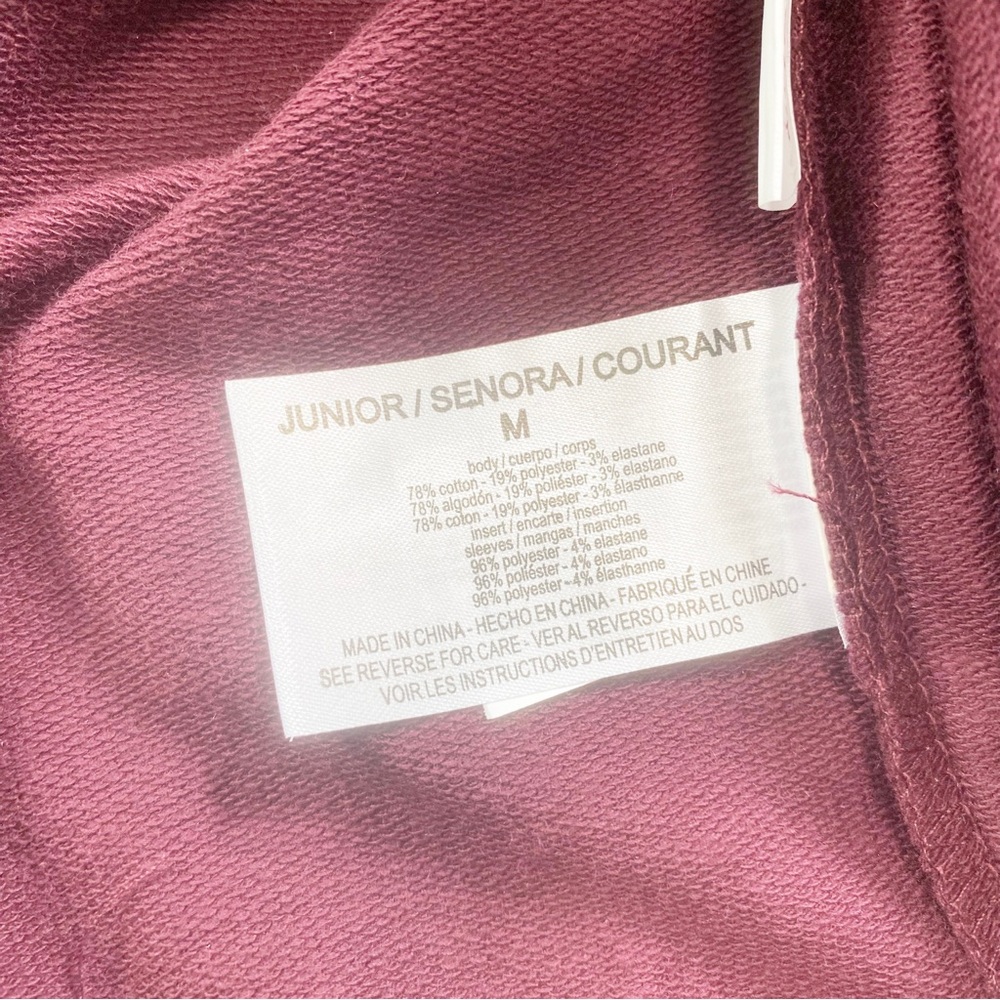 JUNIOR / SENORA / COURANT
M
body / cuerpo / corps
78% cotton - 19% polyester - 3% elastane
78% algodón - 19% poliéster - 3% elastano
78% coton - 19% polyester - 3% élasthanne
insert / encarte / insertion
sleeves / mangas / manches
96% polyester - 4% elastane
96% poliéster - 4% elastano
96% polyester - 4% élasthanne
MADE IN CHINA - HECHO EN CHINA - FABRIQUÉ EN CHINE
SEE REVERSE FOR CARE - VER AL REVERSO PARA EL CUIDADO -
VOIR LES INSTRUCTIONS D'ENTRETIEN AU DOS